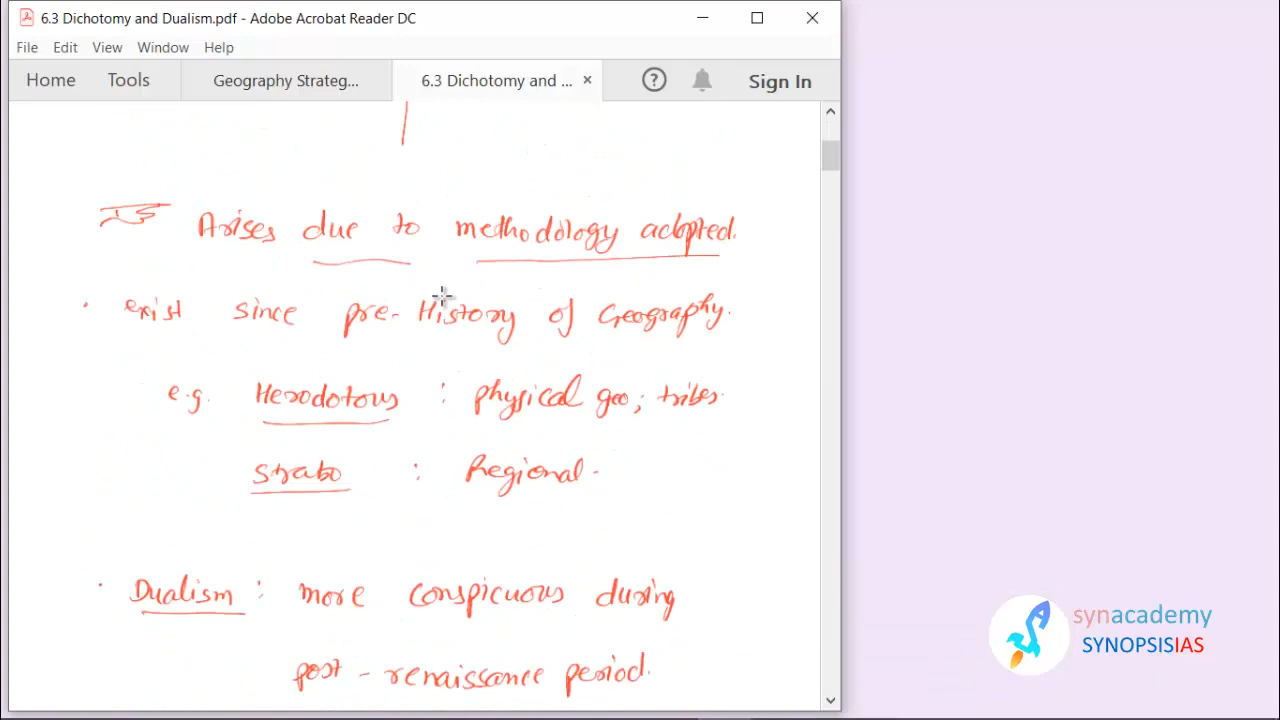 6.3 Dichotomy and Dualism.pdf - Adobe Acrobat Reader DC
File Edit View Window Help
Home Tools Geography Strateg... 6.3 Dichotomy and ... × ? Sign In
Arises due to methodology adopted.
• exist since pre-History of Geography.
e.g. Herodotous : physical geo; tribes.
Strabo : Regional.
• Dualism : more conspicuous during
post - renaissance period.
synacademy
SYNOPSISIAS